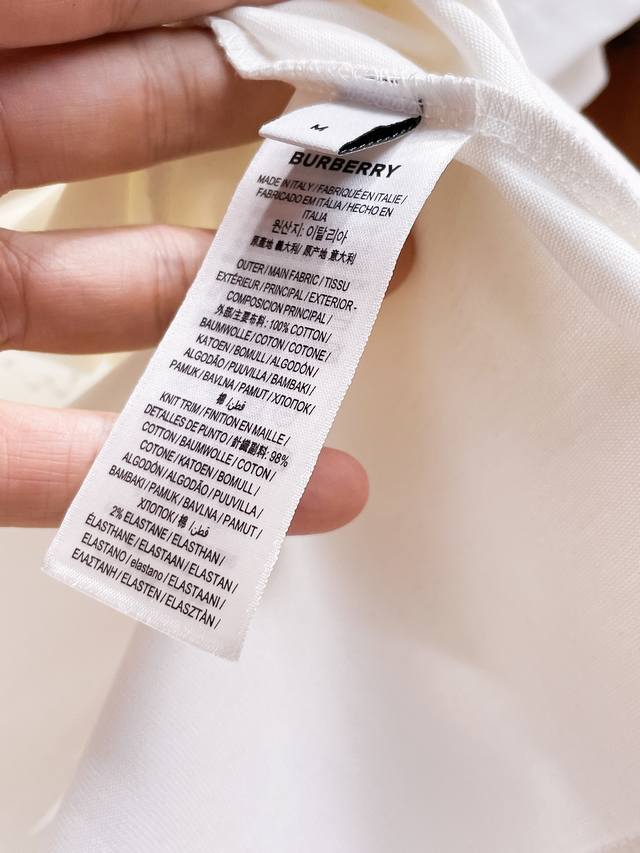 M
BURBERRY
MADE IN ITALY / FABRIQUÉ EN ITALIE /
FABRICADO EM ITÁLIA / HECHO EN
ITALIA
원산지: 이탈리아
原產地 義大利 / 原产地 意大利
OUTER / MAIN FABRIC / TISSU
EXTÉRIEUR / PRINCIPAL / EXTERIOR -
COMPOSICION PRINCIPAL /
外部/主要布料: 100% COTTON /
BAUMWOLLE / COTON / COTONE /
KATOEN / BOMULL / ALGODÓN /
ALGODÃO / PUUVILLA / BAMBAKI /
PAMUK / BAVLNA / PAMUT / ХЛОПОК /
棉 / قطن
KNIT TRIM / FINITION EN MAILLE /
DETALLES DE PUNTO / 針織副料: 98%
COTTON / BAUMWOLLE / COTON /
COTONE / KATOEN / BOMULL /
ALGODÓN / ALGODÃO / PUUVILLA /
BAMBAKI / PAMUK / BAVLNA / PAMUT /
ХЛОПОК / 棉 / قطن
2% ELASTANE / ELASTHAN /
ÉLASTHANE / ELASTAAN / ELASTAN /
ELASTANO / elastano / ELASTAANI /
ΕΛΑΣΤΑΝΗ / ELASTEN / ELASZTÀN /